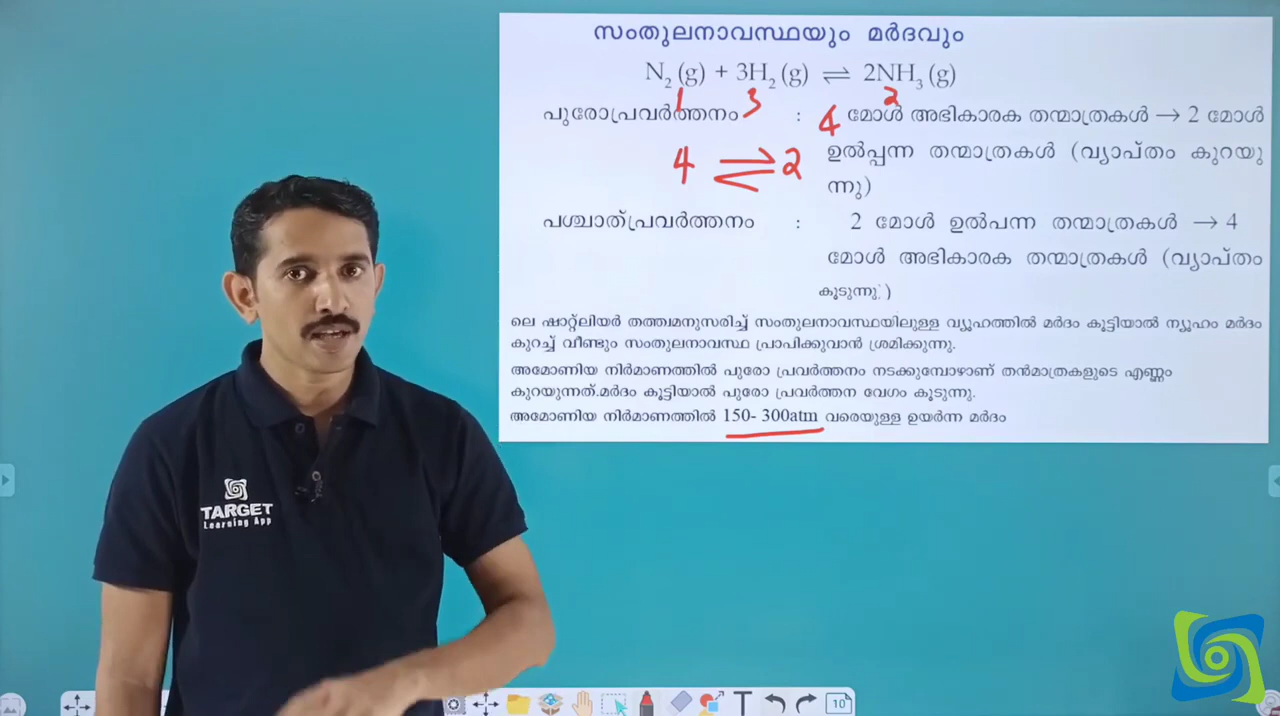 സംതുലനാവസ്ഥയും മർദവും
N₂ (g) + 3H₂ (g) ⇌ 2NH₃ (g)
1 3 2
പുരോപ്രവർത്തനം : 4 മോൾ അഭികാരക തന്മാത്രകൾ → 2 മോൾ
4 ⇌ 2 ഉൽപ്പന്ന തന്മാത്രകൾ (വ്യാപ്തം കുറയു
ന്നു)
പശ്ചാത്പ്രവർത്തനം : 2 മോൾ ഉൽപന്ന തന്മാത്രകൾ → 4
മോൾ അഭികാരക തന്മാത്രകൾ (വ്യാപ്തം
കൂടുന്നു.)
ലെ ഷാറ്റ്ലിയർ തത്ത്വമനുസരിച്ച് സംതുലനാവസ്ഥയിലുള്ള വ്യൂഹത്തിൽ മർദം കൂട്ടിയാൽ ന്യൂഹം മർദം
കുറച്ച് വീണ്ടും സംതുലനാവസ്ഥ പ്രാപിക്കുവാൻ ശ്രമിക്കുന്നു.
അമോണിയ നിർമാണത്തിൽ പുരോ പ്രവർത്തനം നടക്കുമ്പോഴാണ് തൻമാത്രകളുടെ എണ്ണം
കുറയുന്നത്.മർദം കൂട്ടിയാൽ പുരോ പ്രവർത്തന വേഗം കൂടുന്നു.
അമോണിയ നിർമാണത്തിൽ 150- 300atm വരെയുള്ള ഉയർന്ന മർദം
TARGET
Learning App
10